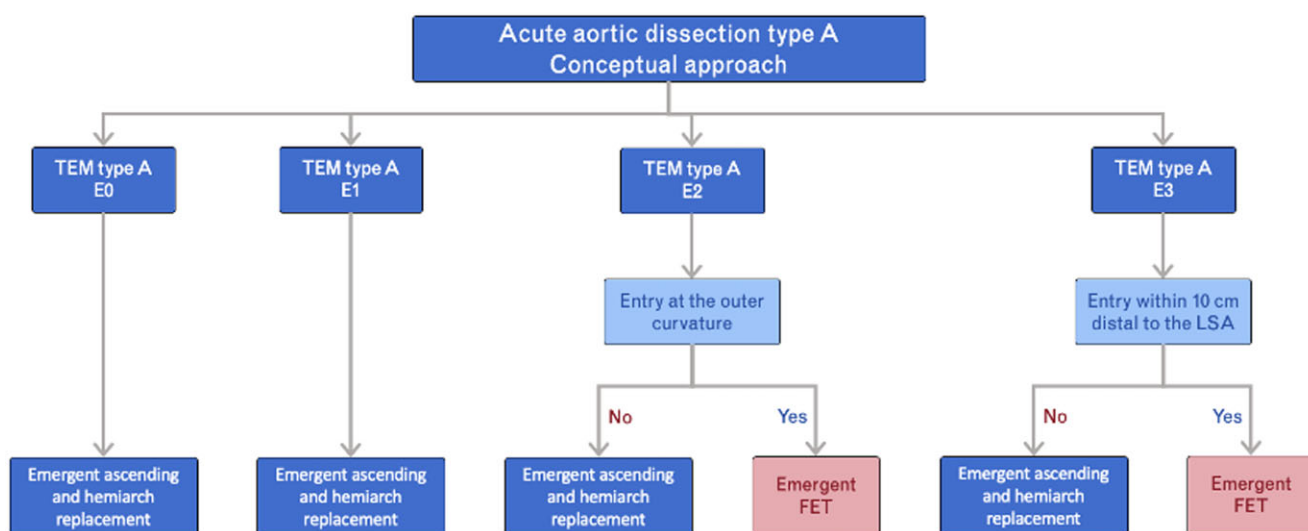 Acute aortic dissection type A
Conceptual approach
TEM type A
E0
TEM type A
E1
TEM type A
E2
TEM type A
E3
Entry at the outer
curvature
Entry within 10 cm
distal to the LSA
No
Yes
No
Yes
Emergent ascending
and hemiarch
replacement
Emergent ascending
and hemiarch
replacement
Emergent ascending
and hemiarch
replacement
Emergent
FET
Emergent ascending
and hemiarch
replacement
Emergent
FET